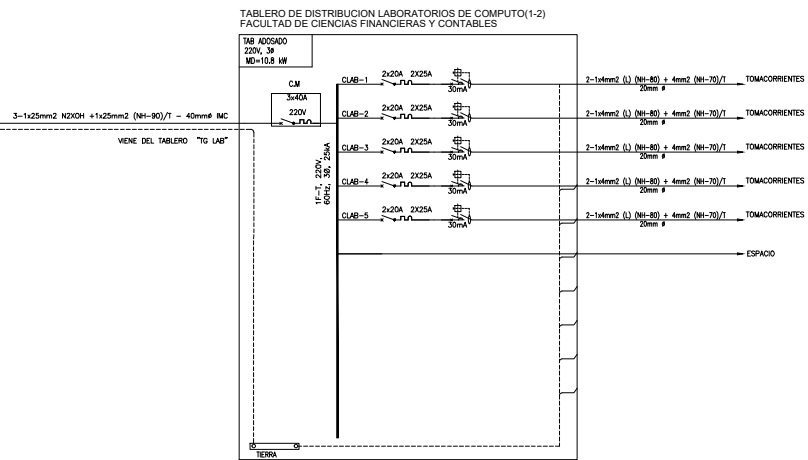 TABLERO DE DISTRIBUCION LABORATORIOS DE COMPUTO(1-2)
FACULTAD DE CIENCIAS FINANCIERAS Y CONTABLES
TAB ADOSADO
220V, 3ø
MD=10.8 kW
C.M
3x40A
220V
3-1x25mm2 N2XOH +1x25mm2 (NH-90)/T - 40mmø IMC
VIENE DEL TABLERO "TG LAB"
1F-T, 220V,
60Hz, 3Ø, 25kA
CLAB-1 2x20A 2X25A 30mA 2-1x4mm2 (L) (NH-80) + 4mm2 (NH-70)/T TOMACORRIENTES
20mm ø
CLAB-2 2x20A 2X25A 30mA 2-1x4mm2 (L) (NH-80) + 4mm2 (NH-70)/T TOMACORRIENTES
20mm ø
CLAB-3 2x20A 2X25A 30mA 2-1x4mm2 (L) (NH-80) + 4mm2 (NH-70)/T TOMACORRIENTES
20mm ø
CLAB-4 2x20A 2X25A 30mA 2-1x4mm2 (L) (NH-80) + 4mm2 (NH-70)/T TOMACORRIENTES
20mm ø
CLAB-5 2x20A 2X25A 30mA 2-1x4mm2 (L) (NH-80) + 4mm2 (NH-70)/T TOMACORRIENTES
20mm ø
ESPACIO
TIERRA